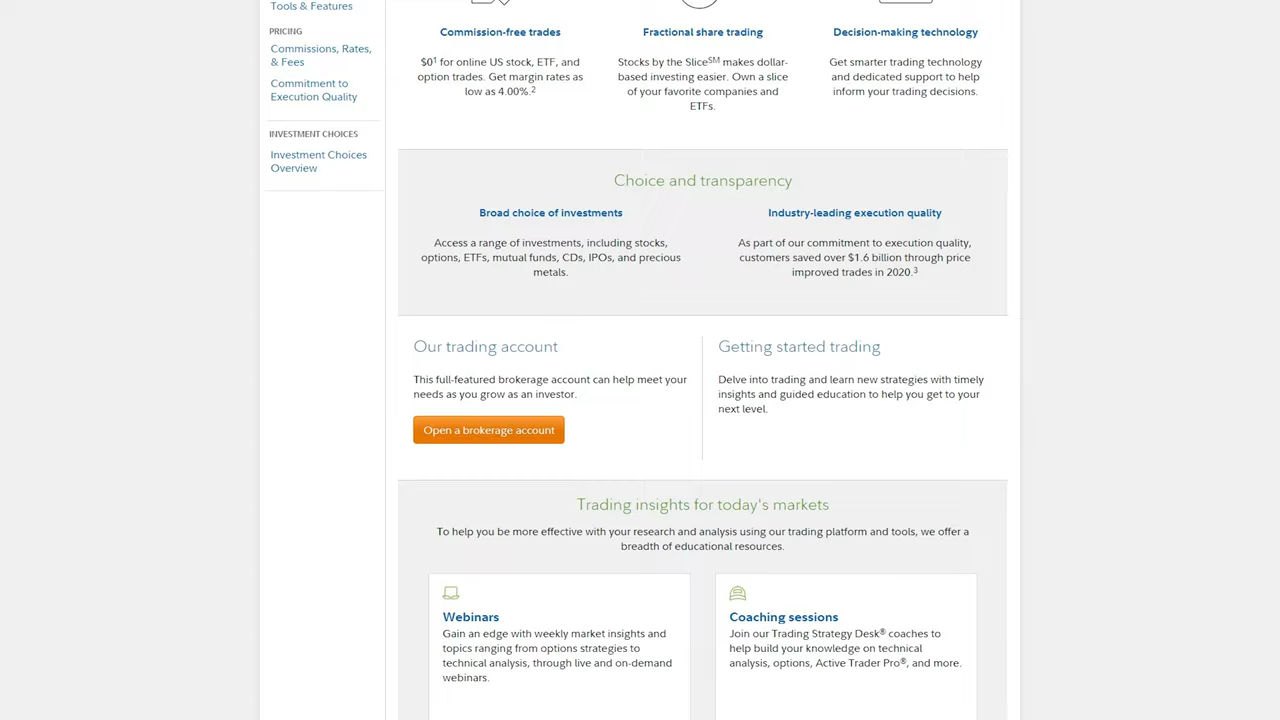 Tools & Features
PRICING
Commissions, Rates,
& Fees
Commitment to
Execution Quality
INVESTMENT CHOICES
Investment Choices
Overview
Commission-free trades
$0¹ for online US stock, ETF, and
option trades. Get margin rates as
low as 4.00%.²
Fractional share trading
Stocks by the Slice℠ makes dollar-
based investing easier. Own a slice
of your favorite companies and
ETFs.
Decision-making technology
Get smarter trading technology
and dedicated support to help
inform your trading decisions.
Choice and transparency
Broad choice of investments
Access a range of investments, including stocks,
options, ETFs, mutual funds, CDs, IPOs, and precious
metals.
Industry-leading execution quality
As part of our commitment to execution quality,
customers saved over $1.6 billion through price
improved trades in 2020.³
Our trading account
This full-featured brokerage account can help meet your
needs as you grow as an investor.
Open a brokerage account
Getting started trading
Delve into trading and learn new strategies with timely
insights and guided education to help you get to your
next level.
Trading insights for today's markets
To help you be more effective with your research and analysis using our trading platform and tools, we offer a
breadth of educational resources.
Webinars
Gain an edge with weekly market insights and
topics ranging from options strategies to
technical analysis, through live and on-demand
webinars.
Coaching sessions
Join our Trading Strategy Desk® coaches to
help build your knowledge on technical
analysis, options, Active Trader Pro®, and more.